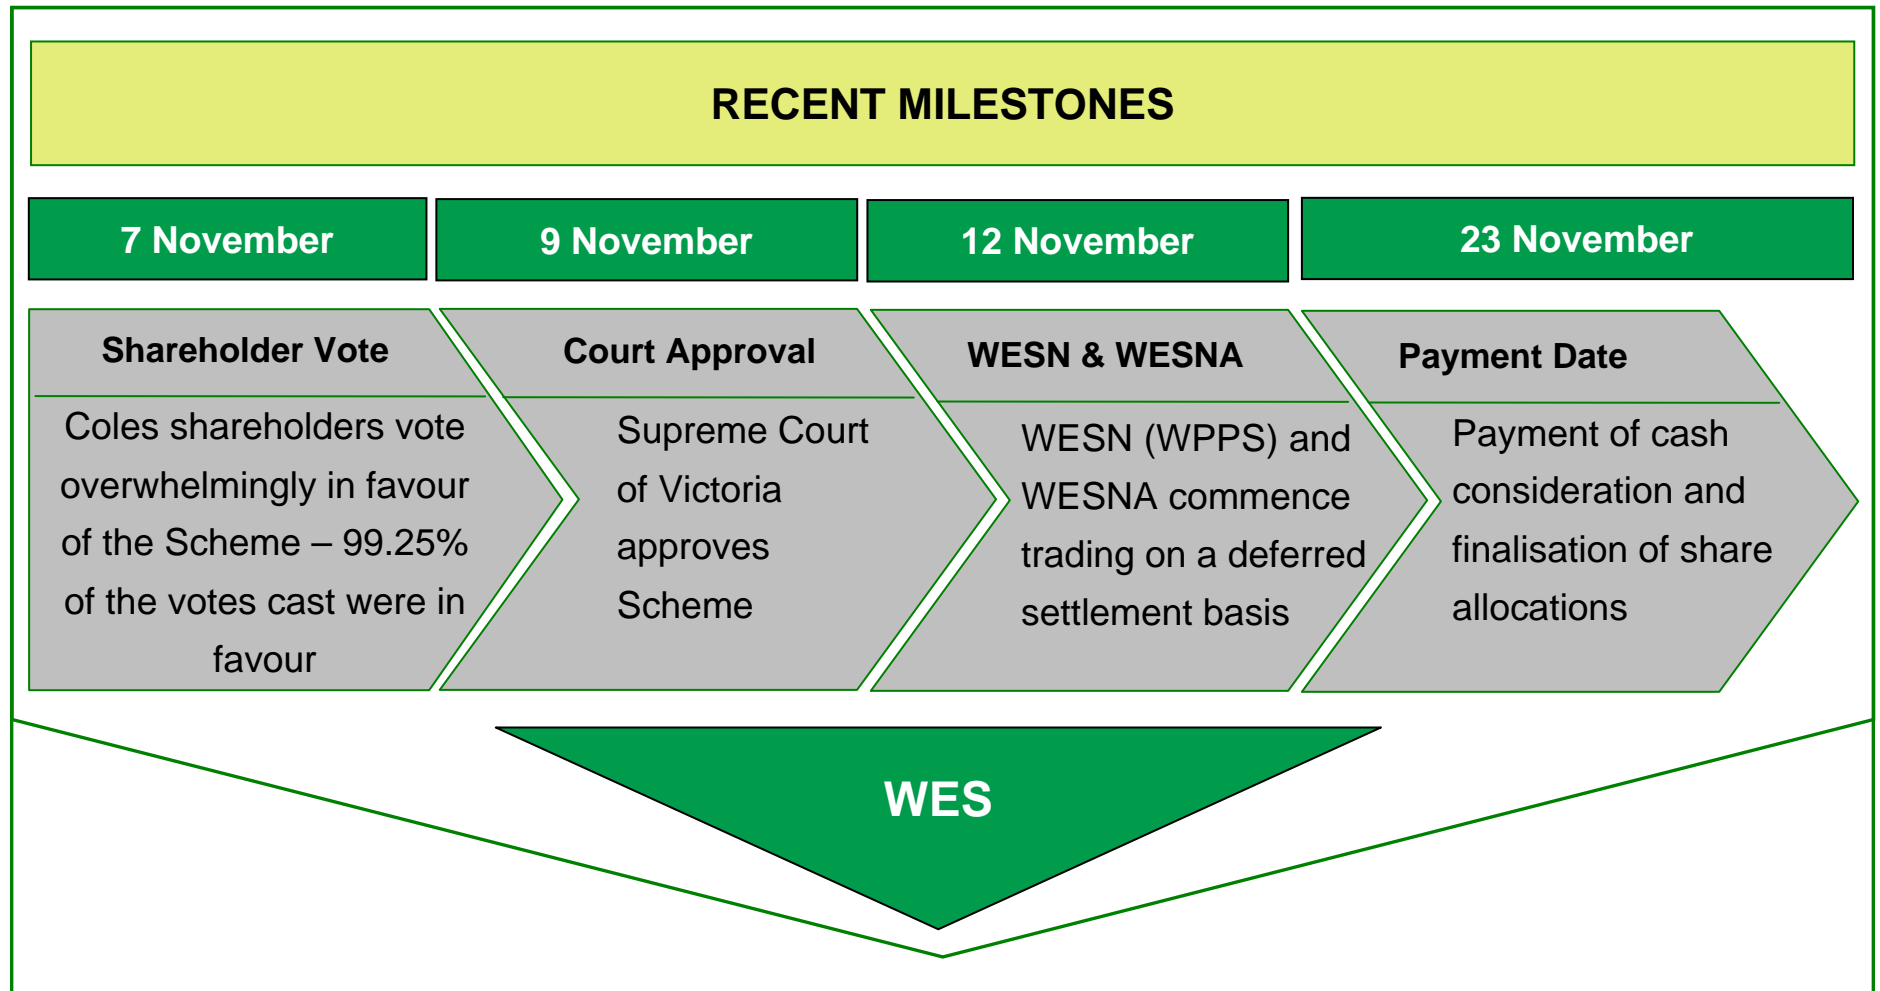 RECENT MILESTONES
7 November
9 November
12 November
23 November
Shareholder Vote
Coles shareholders vote
overwhelmingly in favour
of the Scheme – 99.25%
of the votes cast were in
favour
Court Approval
Supreme Court
of Victoria
approves
Scheme
WESN & WESNA
WESN (WPPS) and
WESNA commence
trading on a deferred
settlement basis
Payment Date
Payment of cash
consideration and
finalisation of share
allocations
WES